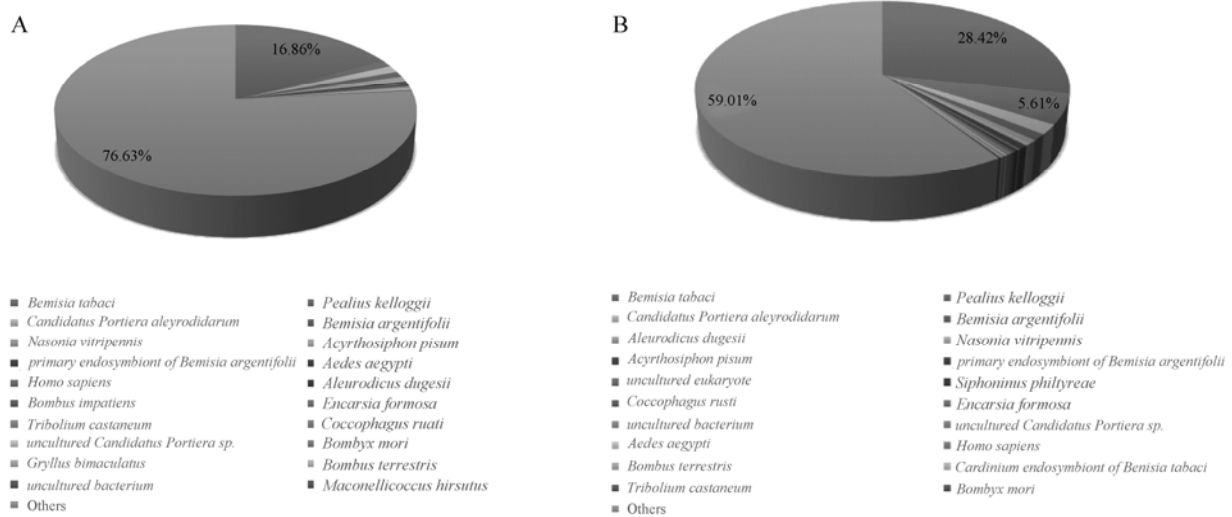 A
16.86%
76.63%
Bemisia tabaci
Pealius kelloggii
Candidatus Portiera aleyrodidarum
Bemisia argentifolii
Nasonia vitripennis
Acyrthosiphon pisum
primary endosymbiont of Bemisia argentifolii
Aedes aegypti
Homo sapiens
Aleurodicus dugesii
Bombus impatiens
Encarsia formosa
Tribolium castaneum
Coccophagus ruati
uncultured Candidatus Portiera sp.
Bombyx mori
Gryllus bimaculatus
Bombus terrestris
uncultured bacterium
Maconellicoccus hirsutus
Others
B
28.42%
59.01%
5.61%
Bemisia tabaci
Pealius kelloggii
Candidatus Portiera aleyrodidarum
Bemisia argentifolii
Aleurodicus dugesii
Nasonia vitripennis
Acyrthosiphon pisum
primary endosymbiont of Bemisia argentifolii
uncultured eukaryote
Siphoninus philtyreae
Coccophagus rusti
Encarsia formosa
uncultured bacterium
uncultured Candidatus Portiera sp.
Aedes aegypti
Homo sapiens
Bombus terrestris
Cardinium endosymbiont of Benisia tabaci
Tribolium castaneum
Bombyx mori
Others